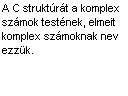 A C struktúrát a komplex
számok testének, elmeit
komplex számoknak nev
ezzük.